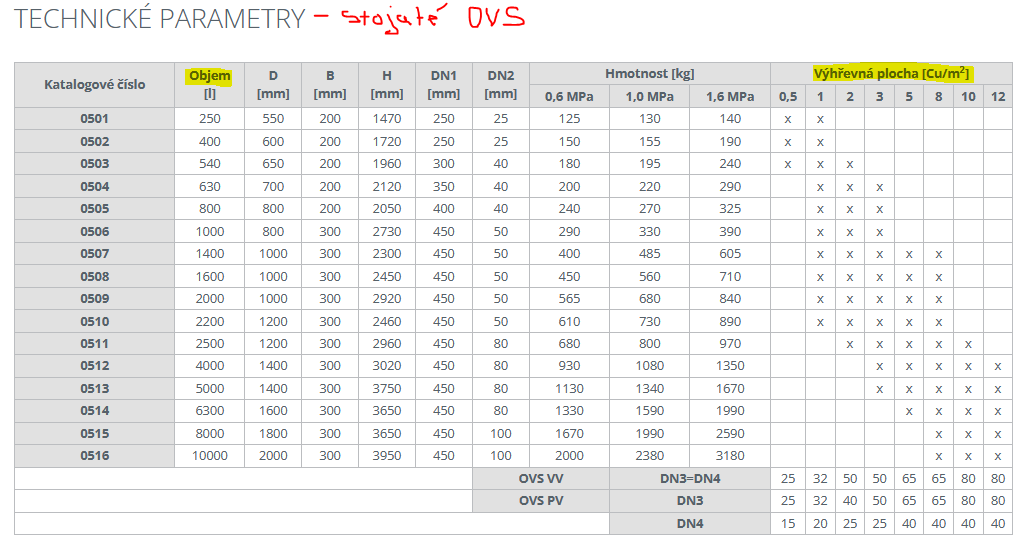 TECHNICKÉ PARAMETRY – stojaté OVS
Katalogové číslo Objem [l] D [mm] B [mm] H [mm] DN1 [mm] DN2 [mm] Hmotnost [kg] Výhřevná plocha [Cu/m²]
0,6 MPa 1,0 MPa 1,6 MPa 0,5 1 2 3 5 8 10 12
0501 250 550 200 1470 250 25 125 130 140 x x
0502 400 600 200 1720 250 25 150 155 190 x x
0503 540 650 200 1960 300 40 180 195 240 x x x
0504 630 700 200 2120 350 40 200 220 290 x x x
0505 800 800 200 2050 400 40 240 270 325 x x x
0506 1000 800 300 2730 450 50 290 330 390 x x x
0507 1400 1000 300 2300 450 50 400 485 605 x x x x x
0508 1600 1000 300 2450 450 50 450 560 710 x x x x x
0509 2000 1000 300 2920 450 50 565 680 840 x x x x x
0510 2200 1200 300 2460 450 50 610 730 890 x x x x x
0511 2500 1200 300 2960 450 80 680 800 970 x x x x x
0512 4000 1400 300 3020 450 80 930 1080 1350 x x x x x
0513 5000 1400 300 3750 450 80 1130 1340 1670 x x x x x
0514 6300 1600 300 3650 450 80 1330 1590 1990 x x x x
0515 8000 1800 300 3650 450 100 1670 1990 2590 x x x
0516 10000 2000 300 3950 450 100 2000 2380 3180 x x x
OVS VV DN3=DN4 25 32 50 50 65 65 80 80
OVS PV DN3 25 32 40 50 65 65 80 80
DN4 15 20 25 25 40 40 40 40